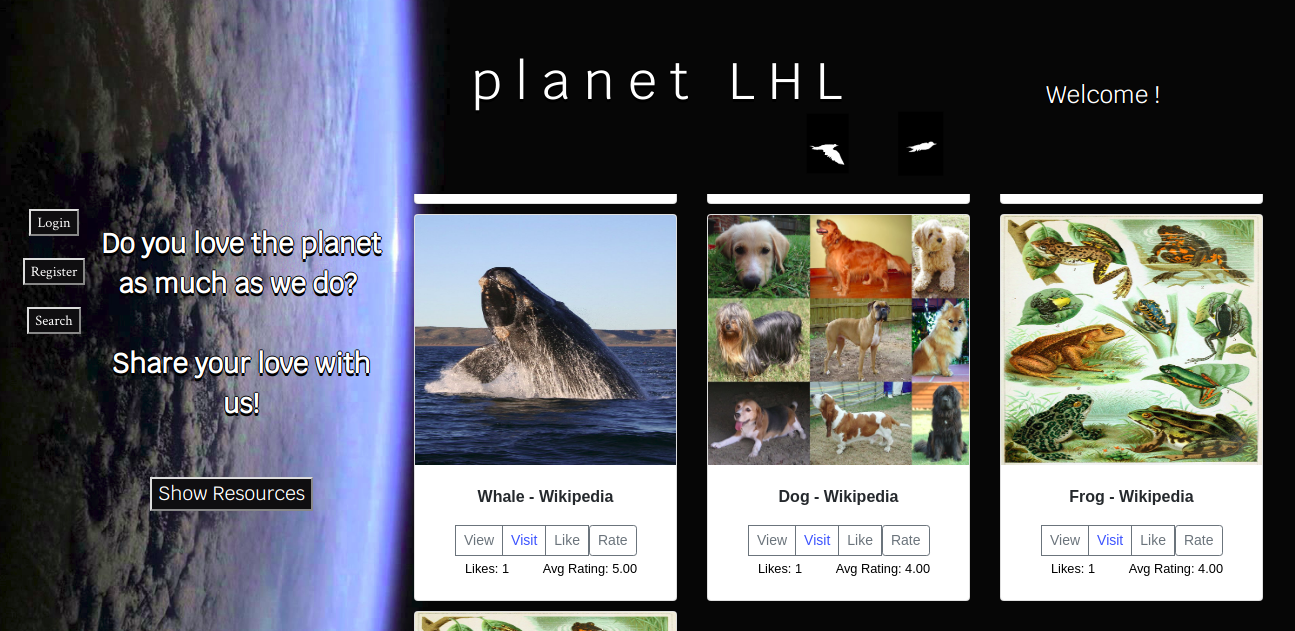 planet LHL
Welcome !
Login
Register
Search
Do you love the planet
as much as we do?
Share your love with
us!
Show Resources
Whale - Wikipedia
View Visit Like Rate
Likes: 1 Avg Rating: 5.00
Dog - Wikipedia
View Visit Like Rate
Likes: 1 Avg Rating: 4.00
Frog - Wikipedia
View Visit Like Rate
Likes: 1 Avg Rating: 4.00